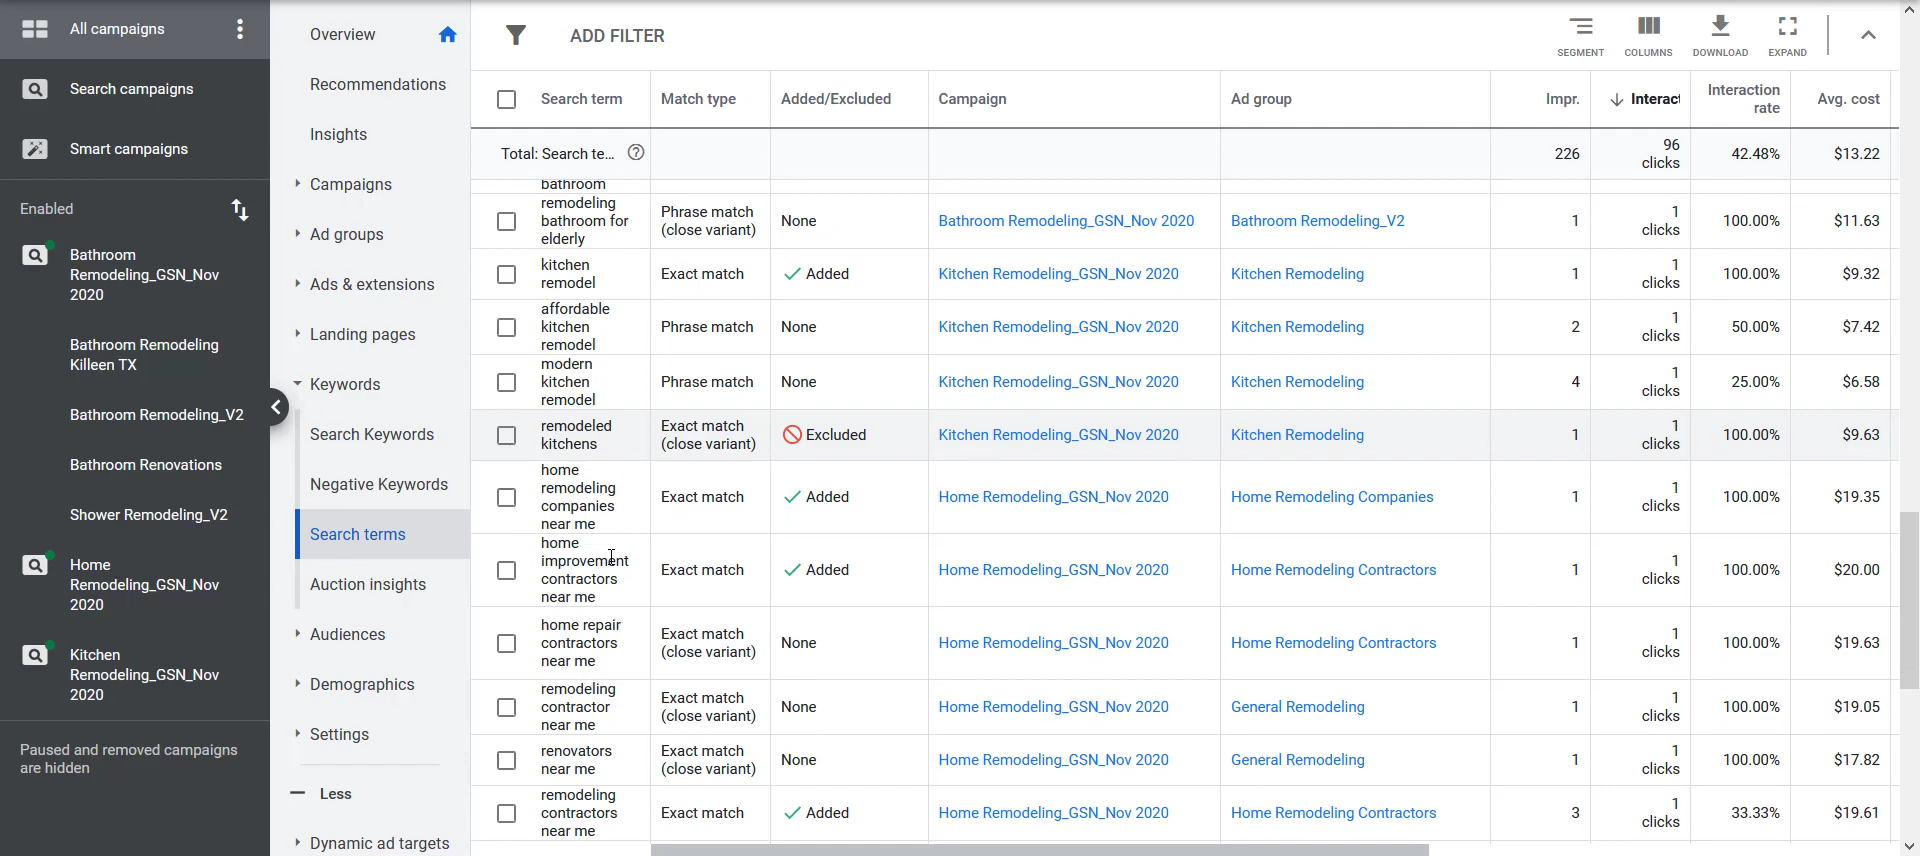 All campaigns
Search campaigns
Smart campaigns
Enabled
Bathroom
Remodeling_GSN_Nov
2020
Bathroom Remodeling
Killeen TX
Bathroom Remodeling_V2
Bathroom Renovations
Shower Remodeling_V2
Home
Remodeling_GSN_Nov
2020
Kitchen
Remodeling_GSN_Nov
2020
Paused and removed campaigns
are hidden
Overview
Recommendations
Insights
Campaigns
Ad groups
Ads & extensions
Landing pages
Keywords
Search Keywords
Negative Keywords
Search terms
Auction insights
Audiences
Demographics
Settings
Less
Dynamic ad targets
ADD FILTER
SEGMENT
COLUMNS
DOWNLOAD
EXPAND
Search term
Match type
Added/Excluded
Campaign
Ad group
Impr.
Interact
Interaction
rate
Avg. cost
Total: Search te...
226
96
clicks
42.48%
$13.22
bathroom
remodeling
bathroom for
elderly
Phrase match
(close variant)
None
Bathroom Remodeling_GSN_Nov 2020
Bathroom Remodeling_V2
1
1
clicks
100.00%
$11.63
kitchen
remodel
Exact match
Added
Kitchen Remodeling_GSN_Nov 2020
Kitchen Remodeling
1
1
clicks
100.00%
$9.32
affordable
kitchen
remodel
Phrase match
None
Kitchen Remodeling_GSN_Nov 2020
Kitchen Remodeling
2
1
clicks
50.00%
$7.42
modern
kitchen
remodel
Phrase match
None
Kitchen Remodeling_GSN_Nov 2020
Kitchen Remodeling
4
1
clicks
25.00%
$6.58
remodeled
kitchens
Exact match
(close variant)
Excluded
Kitchen Remodeling_GSN_Nov 2020
Kitchen Remodeling
1
1
clicks
100.00%
$9.63
home
remodeling
companies
near me
Exact match
Added
Home Remodeling_GSN_Nov 2020
Home Remodeling Companies
1
1
clicks
100.00%
$19.35
home
improvement
contractors
near me
Exact match
Added
Home Remodeling_GSN_Nov 2020
Home Remodeling Contractors
1
1
clicks
100.00%
$20.00
home repair
contractors
near me
Exact match
(close variant)
None
Home Remodeling_GSN_Nov 2020
Home Remodeling Contractors
1
1
clicks
100.00%
$19.63
remodeling
contractor
near me
Exact match
(close variant)
None
Home Remodeling_GSN_Nov 2020
General Remodeling
1
1
clicks
100.00%
$19.05
renovators
near me
Exact match
(close variant)
None
Home Remodeling_GSN_Nov 2020
General Remodeling
1
1
clicks
100.00%
$17.82
remodeling
contractors
near me
Exact match
Added
Home Remodeling_GSN_Nov 2020
Home Remodeling Contractors
3
1
clicks
33.33%
$19.61